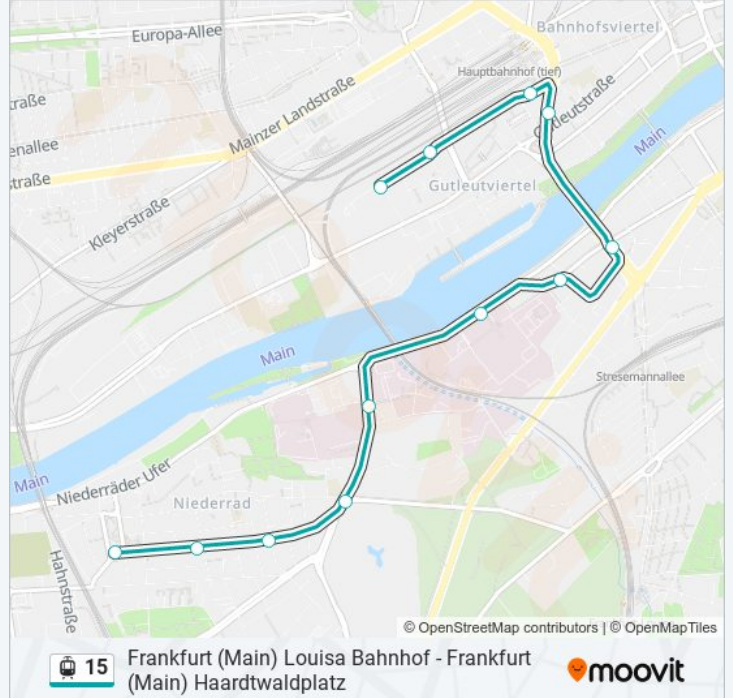 Europa-Allee
Bahnhofsviertel
Hauptbahnhof (tief)
raße
Mainzer Landstraße
Gutleutstraße
Main
enallee
straße
Gutleutviertel
Kleyerstraße
Main
Stresemannallee
Main
Niederräder Ufer
Niederrad
Hahnstraße
© OpenStreetMap contributors | © OpenMapTiles
15
Frankfurt (Main) Louisa Bahnhof - Frankfurt
(Main) Haardtwaldplatz
moovit